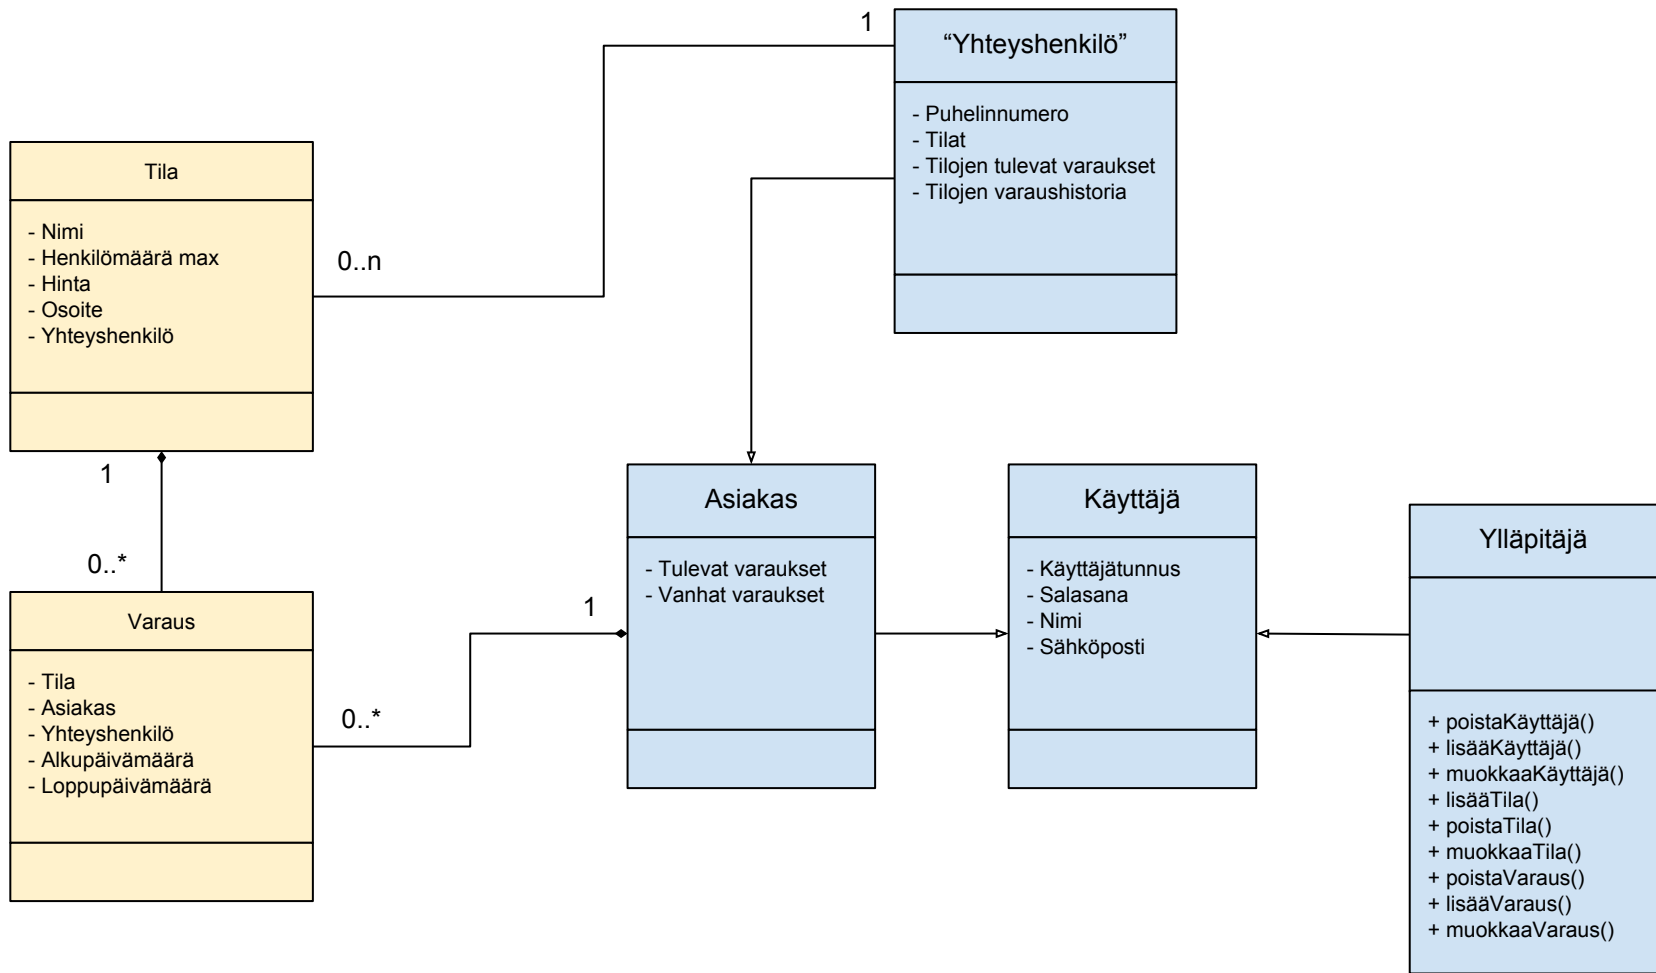 1
“Yhteyshenkilö”
- Puhelinnumero
- Tilat
- Tilojen tulevat varaukset
- Tilojen varaushistoria
Tila
- Nimi
- Henkilömäärä max
- Hinta
- Osoite
- Yhteyshenkilö
0..n
1
0..*
Varaus
- Tila
- Asiakas
- Yhteyshenkilö
- Alkupäivämäärä
- Loppupäivämäärä
1
0..*
Asiakas
- Tulevat varaukset
- Vanhat varaukset
Käyttäjä
- Käyttäjätunnus
- Salasana
- Nimi
- Sähköposti
Ylläpitäjä
+ poistaKäyttäjä()
+ lisääKäyttäjä()
+ muokkaaKäyttäjä()
+ lisääTila()
+ poistaTila()
+ muokkaaTila()
+ poistaVaraus()
+ lisääVaraus()
+ muokkaaVaraus()